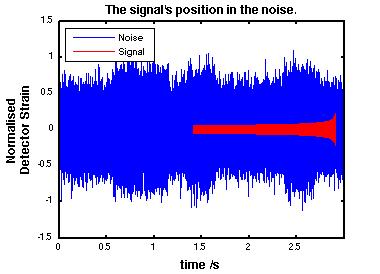 The signal's position in the noise.
1.5
Noise
Signal
1
0.5
0
-0.5
-1
-1.5
Normalised
Detector Strain
0 0.5 1 1.5 2 2.5
time /s